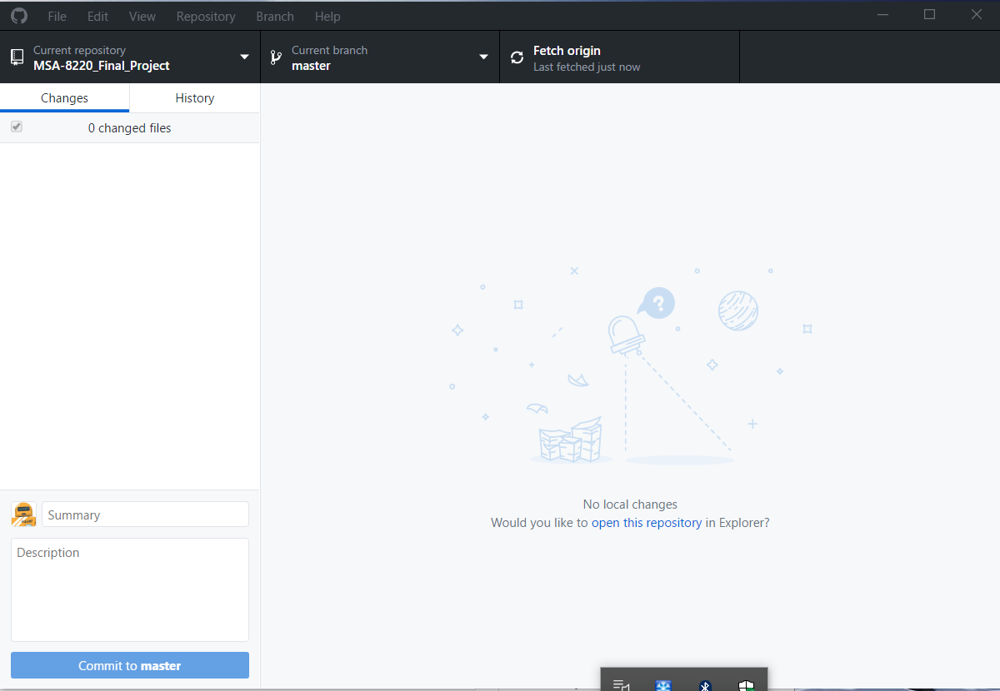 File Edit View Repository Branch Help
Current repository
MSA-8220_Final_Project
Current branch
master
Fetch origin
Last fetched just now
Changes
History
0 changed files
?
No local changes
Would you like to open this repository in Explorer?
Summary
Description
Commit to master